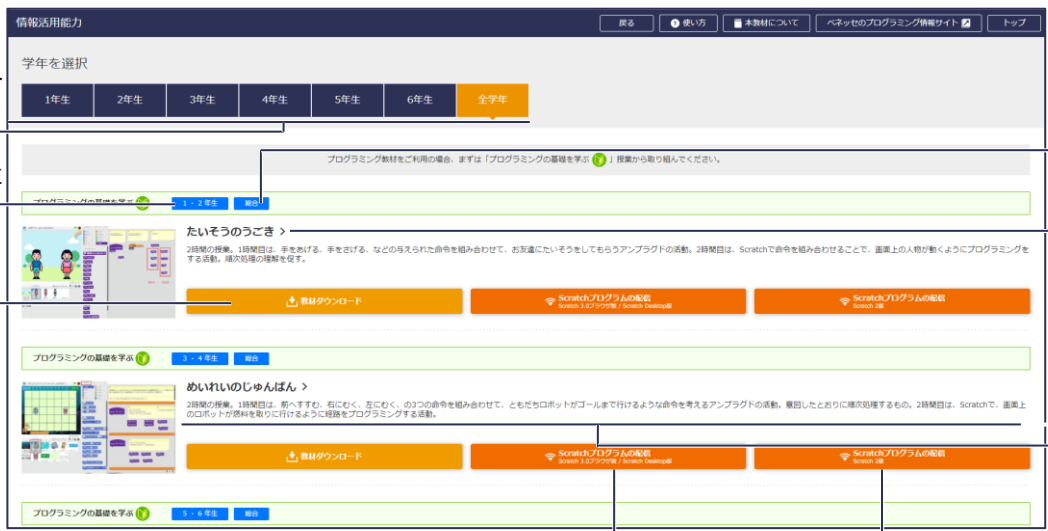 情報活用能力
戻る
使い方
本教材について
ベネッセのプログラミング情報サイト
トップ
学年を選択
1年生
2年生
3年生
4年生
5年生
6年生
全学年
プログラミング教材をご利用の場合、まずは「プログラミングの基礎を学ぶ」授業から取り組んでください。
プログラミングの基礎を学ぶ
1・2年生
総合
たいそうのうごき >
2時間の授業。1時間目は、手をあげる、手をさげる、などの与えられた命令を組み合わせて、お友達にたいそうをしてもらうアンプラグドの活動。2時間目は、Scratchで命令を組み合わせることで、画面上の人物が動くようにプログラミングを
する活動。順次処理の理解を促す。
教材ダウンロード
Scratchプログラムの配信
Scratch 3.0ブラウザ版 / Scratch Desktop版
Scratchプログラムの配信
Scratch 2版
プログラミングの基礎を学ぶ
3・4年生
総合
めいれいのじゅんばん >
2時間の授業。1時間目は、前へすすむ、右にむく、左にむく、の3つの命令を組み合わせて、ともだちロボットがゴールまで行けるような命令を考えるアンプラグドの活動。意図したとおりに順次処理するもの。2時間目は、Scratchで、画面上
のロボットが燃料を取りに行けるように経路をプログラミングする活動。
教材ダウンロード
Scratchプログラムの配信
Scratch 3.0ブラウザ版 / Scratch Desktop版
Scratchプログラムの配信
Scratch 2版
プログラミングの基礎を学ぶ
5・6年生
総合